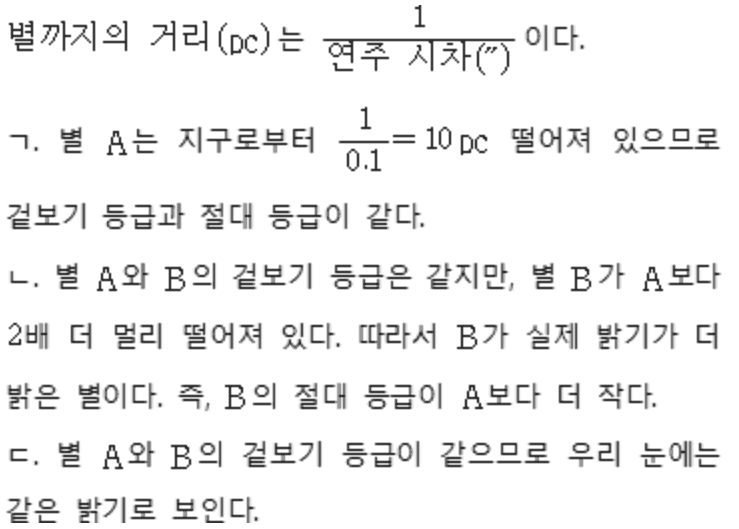 별까지의 거리(pc)는 1/연주 시차(″) 이다.
ㄱ. 별 A는 지구로부터 1/0.1 = 10 pc 떨어져 있으므로
겉보기 등급과 절대 등급이 같다.
ㄴ. 별 A와 B의 겉보기 등급은 같지만, 별 B가 A보다
2배 더 멀리 떨어져 있다. 따라서 B가 실제 밝기가 더
밝은 별이다. 즉, B의 절대 등급이 A보다 더 작다.
ㄷ. 별 A와 B의 겉보기 등급이 같으므로 우리 눈에는
같은 밝기로 보인다.